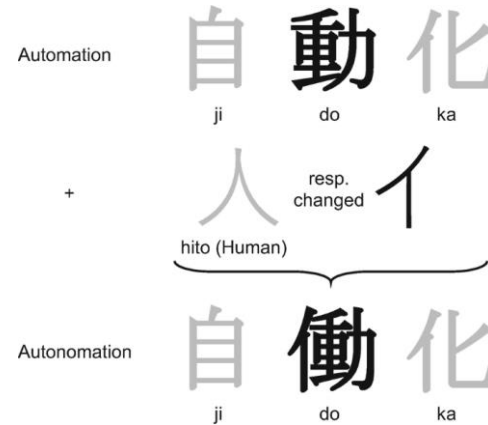 Automation 自 動 化
ji do ka
+ 人 resp. changed イ
hito (Human)
Autonomation 自 働 化
ji do ka